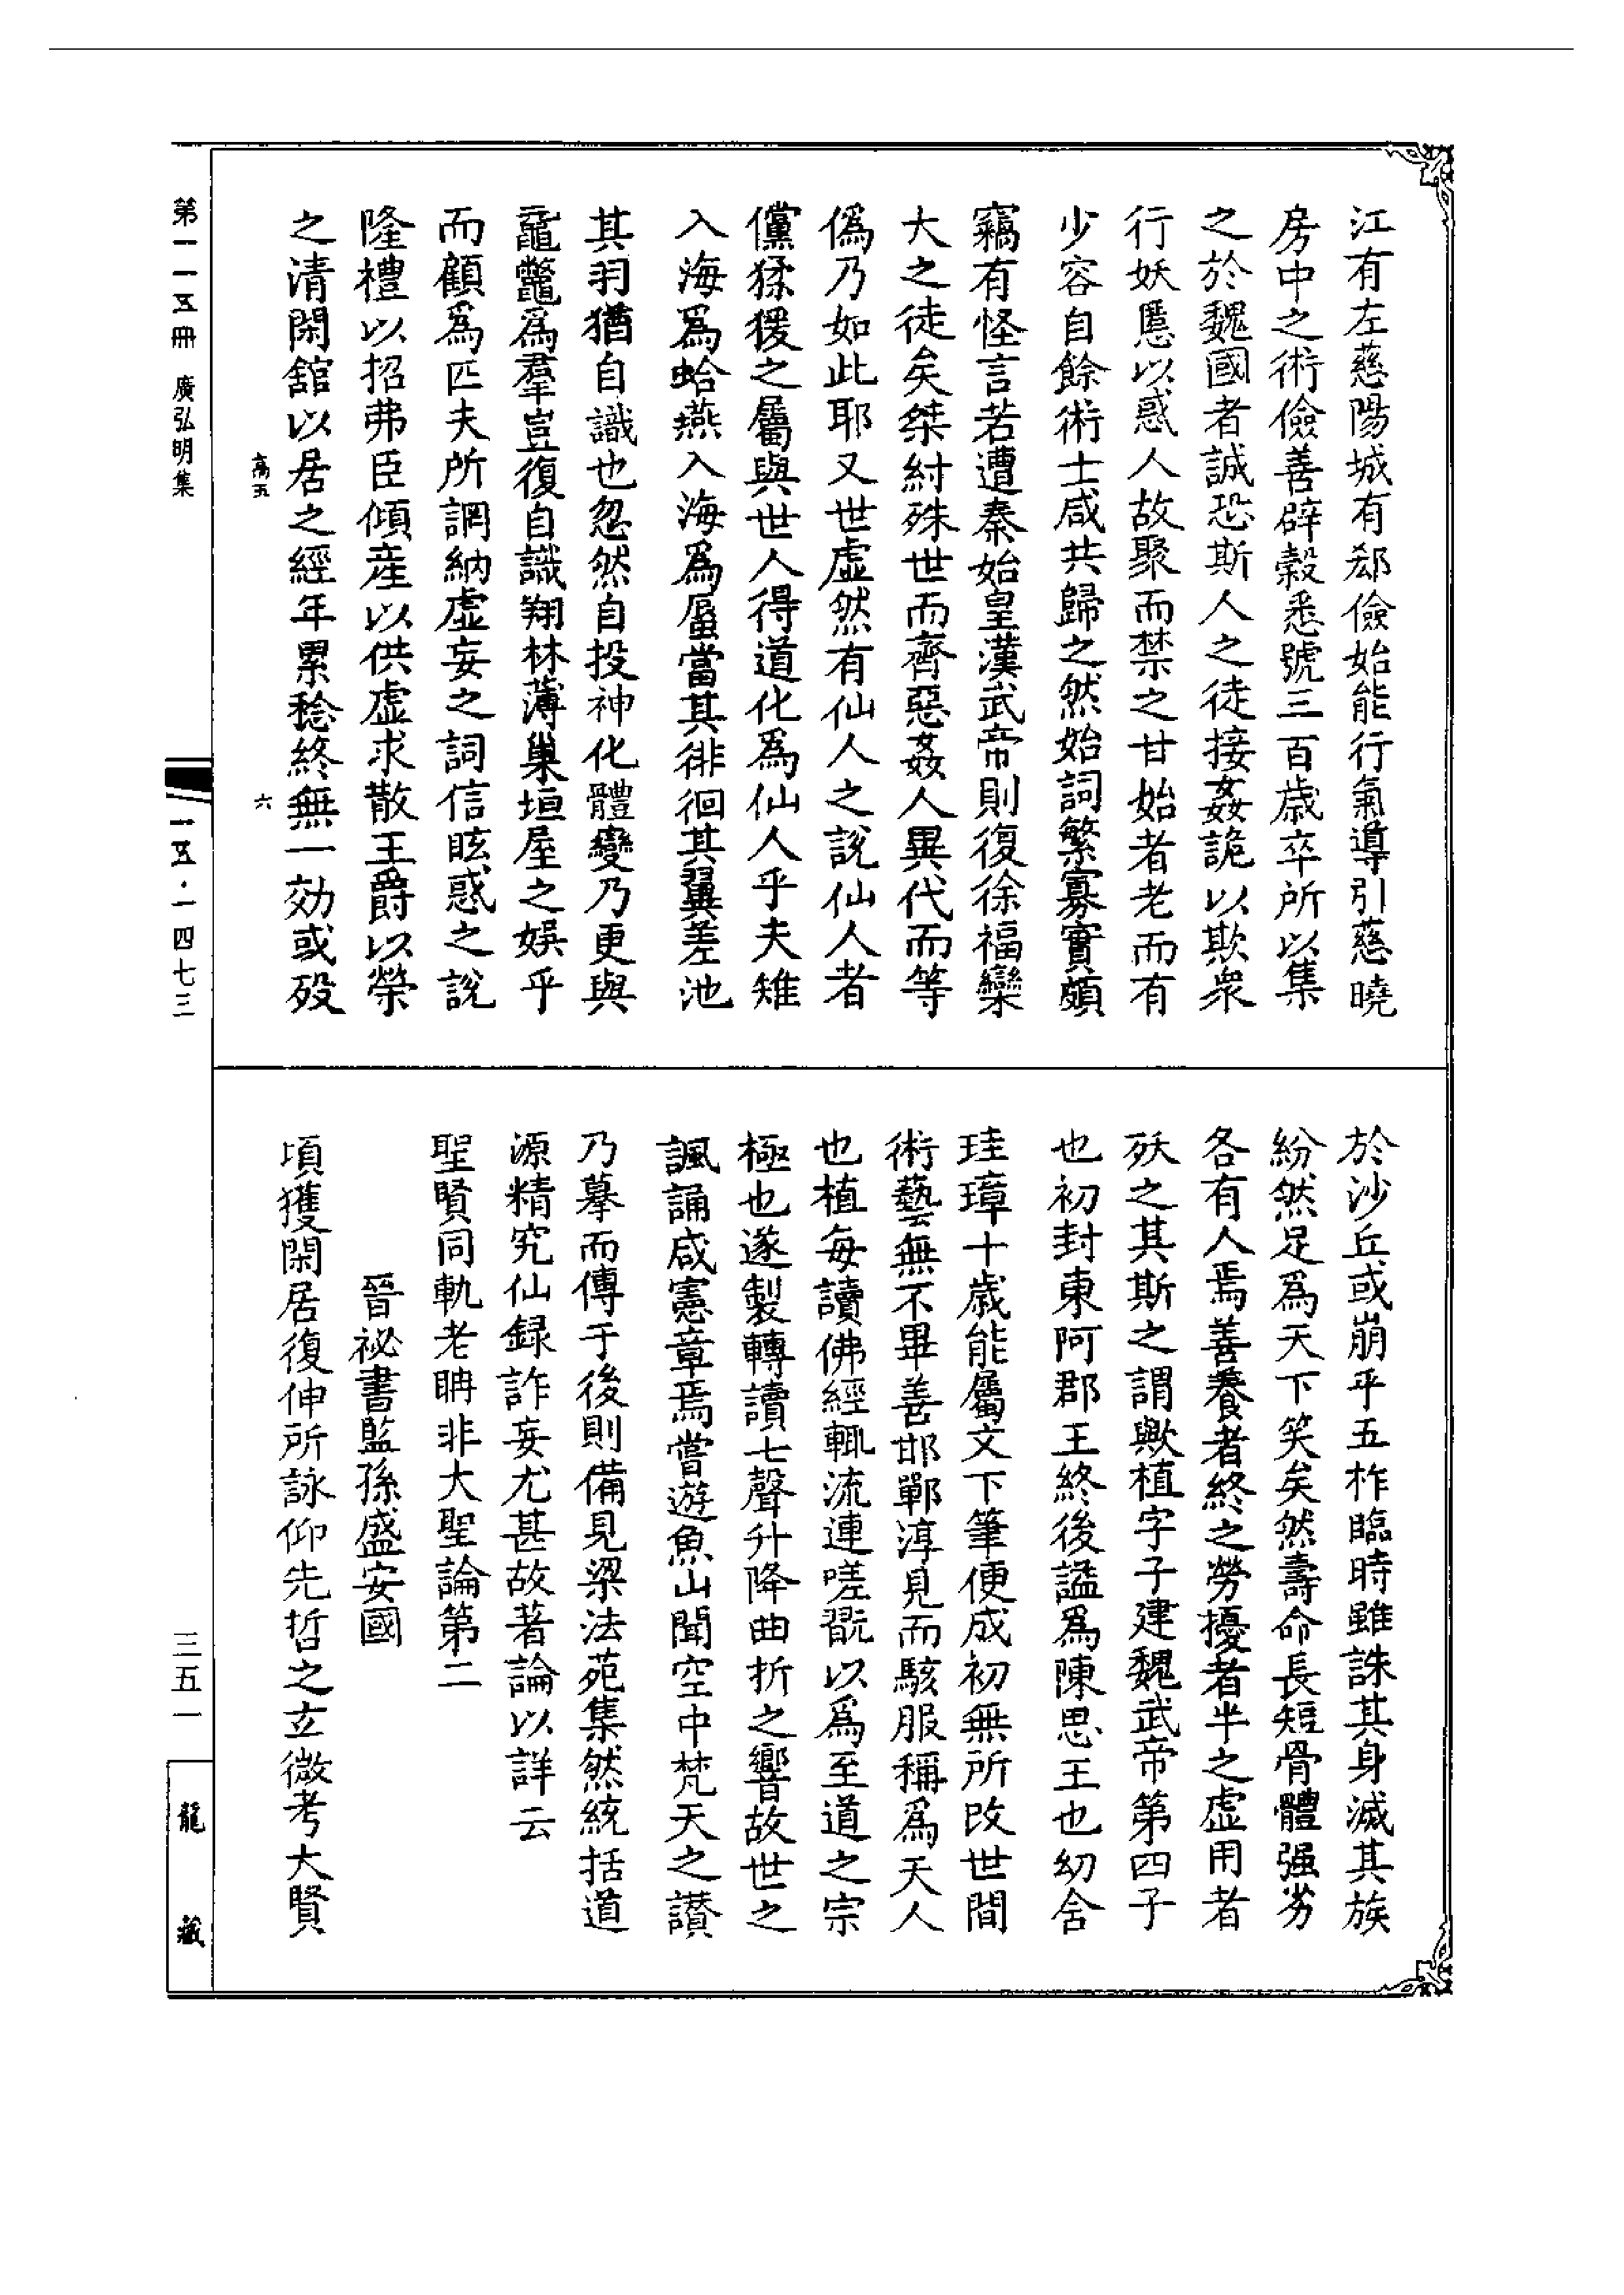 江有左慈陽城有郄儉始能行氣導引慈曉
房中之術儉善辟穀悉號三百歲卒所以集
之於魏國者誠恐斯人之徒接姦詭以欺衆
行妖慝以惑人故聚而禁之甘始者老而有
少容自餘術士咸共歸之然始詞繁寡實頗
竊有怪言若遭秦始皇漢武帝則復徐福欒
大之徒矣桀紂殊世而齊惡姦人異代而等
僞乃如此耶又世虛然有仙人之說仙人者
儻猱猨之屬與世人得道化爲仙人乎夫雉
入海爲蛤燕入海爲蜃當其徘徊其翼差池
其羽猶自識也忽然自投神化體變乃更與
黿鼈爲羣豈復自識翔林薄巢垣屋之娛乎
而顧爲匹夫所誷納虛妄之詞信眩惑之說
隆禮以招弗臣傾產以供虛求散王爵以榮
之清閑舘以居之經年累稔終無一効或歿
於沙丘或崩乎五柞臨時雖誅其身滅其族
紛然足爲天下笑矣然壽命長短骨體强劣
各有人焉善養者終之勞擾者半之虛用者
殀之其斯之謂歟植字子建魏武帝第四子
也初封東阿郡王終後諡爲陳思王也幼含
珪璋十歲能屬文下筆便成初無所改世間
術藝無不畢善邯鄲淳見而駭服稱爲天人
也植每讀佛經輒流連嗟翫以爲至道之宗
極也遂製轉讀七聲升降曲折之響故世之
諷誦咸憲章焉嘗遊魚山聞空中梵天之讚
乃摹而傳于後則備見梁法苑集然統括道
源精究仙録詐妄尤甚故著論以詳云
聖賢同軌老聃非大聖論第二
晉祕書監孫盛安國
頃獲閑居復伸所詠仰先哲之玄微考大賢
第一一五冊 廣弘明集
高五 六
一一五·一四七三
三五一
龍藏